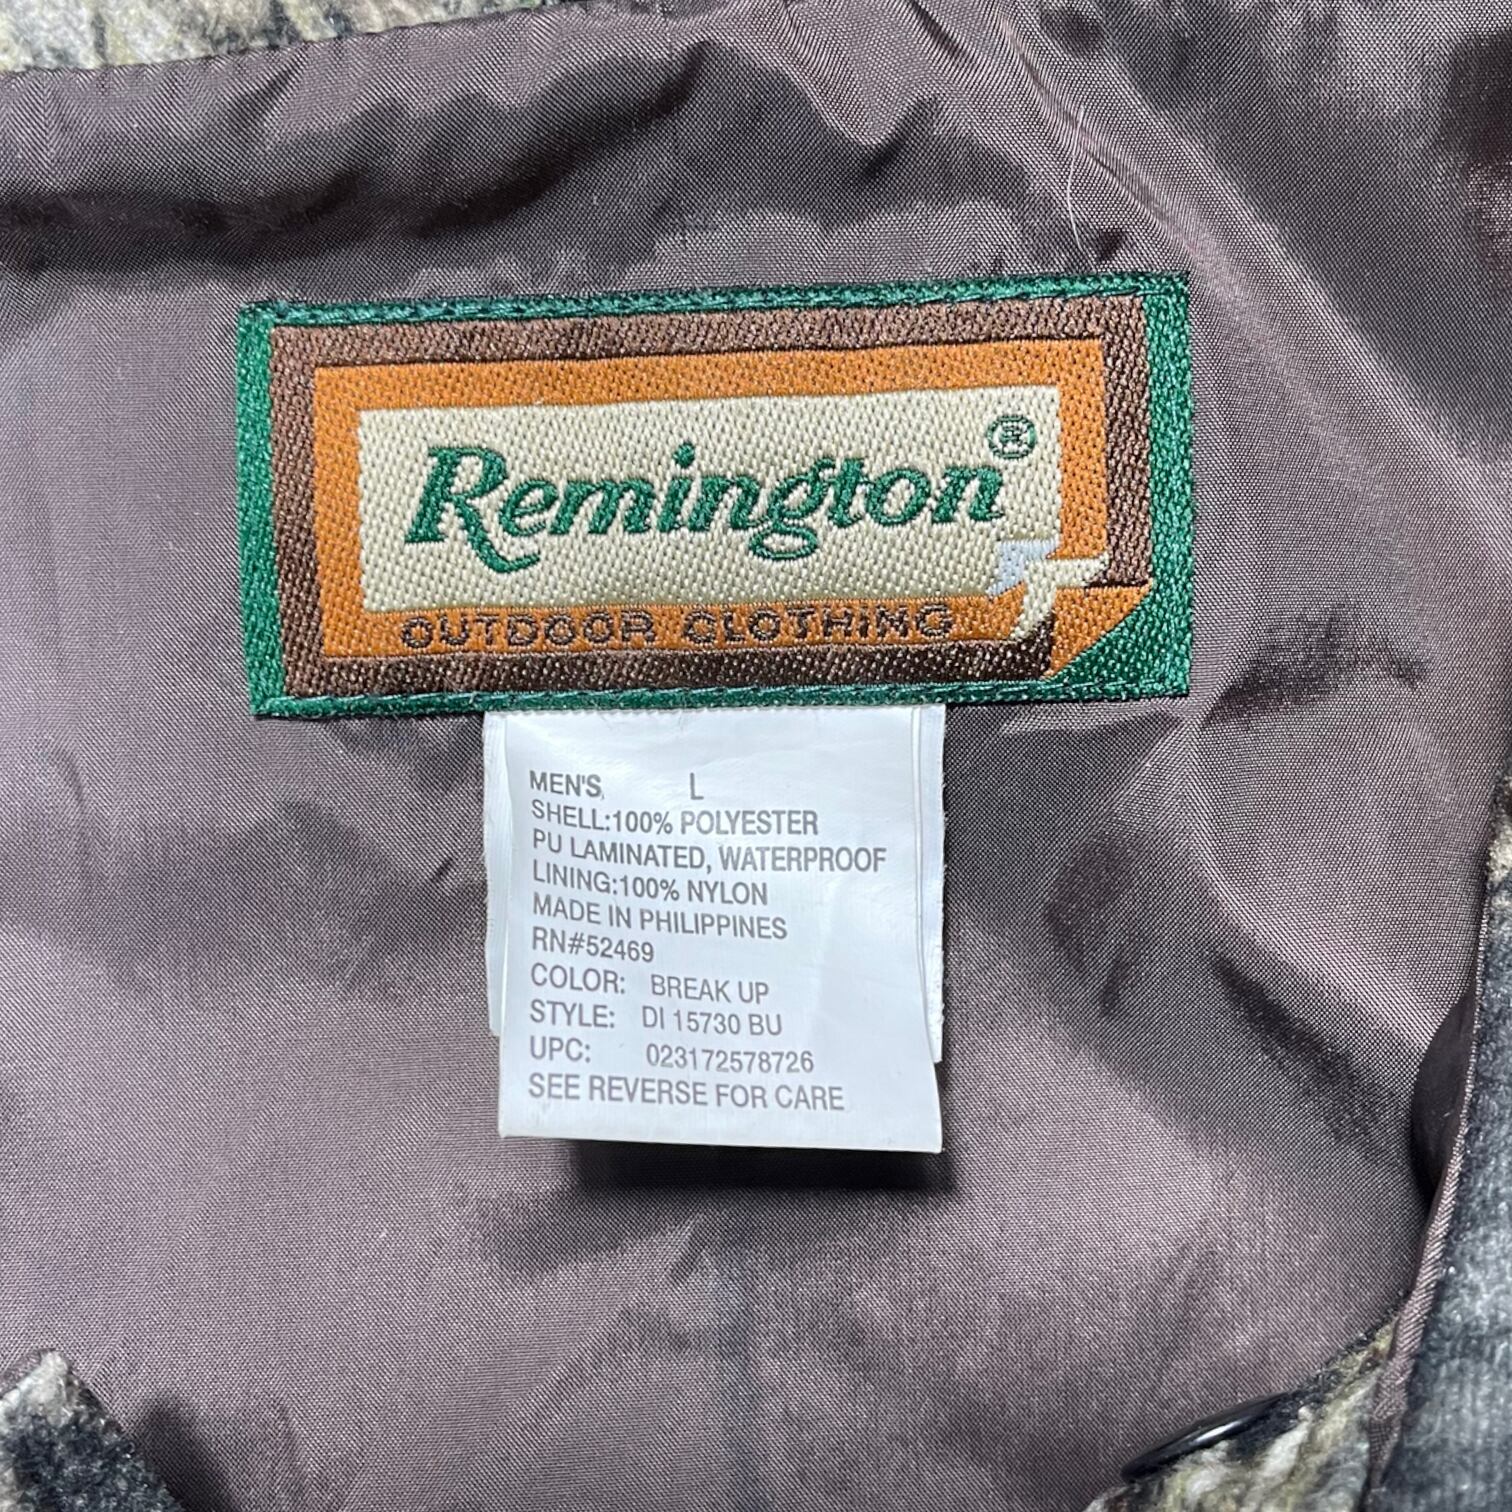 Remington®
OUTDOOR CLOTHING
MEN'S L
SHELL:100% POLYESTER
PU LAMINATED, WATERPROOF
LINING:100% NYLON
MADE IN PHILIPPINES
RN#52469
COLOR: BREAK UP
STYLE: DI 15730 BU
UPC: 023172578726
SEE REVERSE FOR CARE